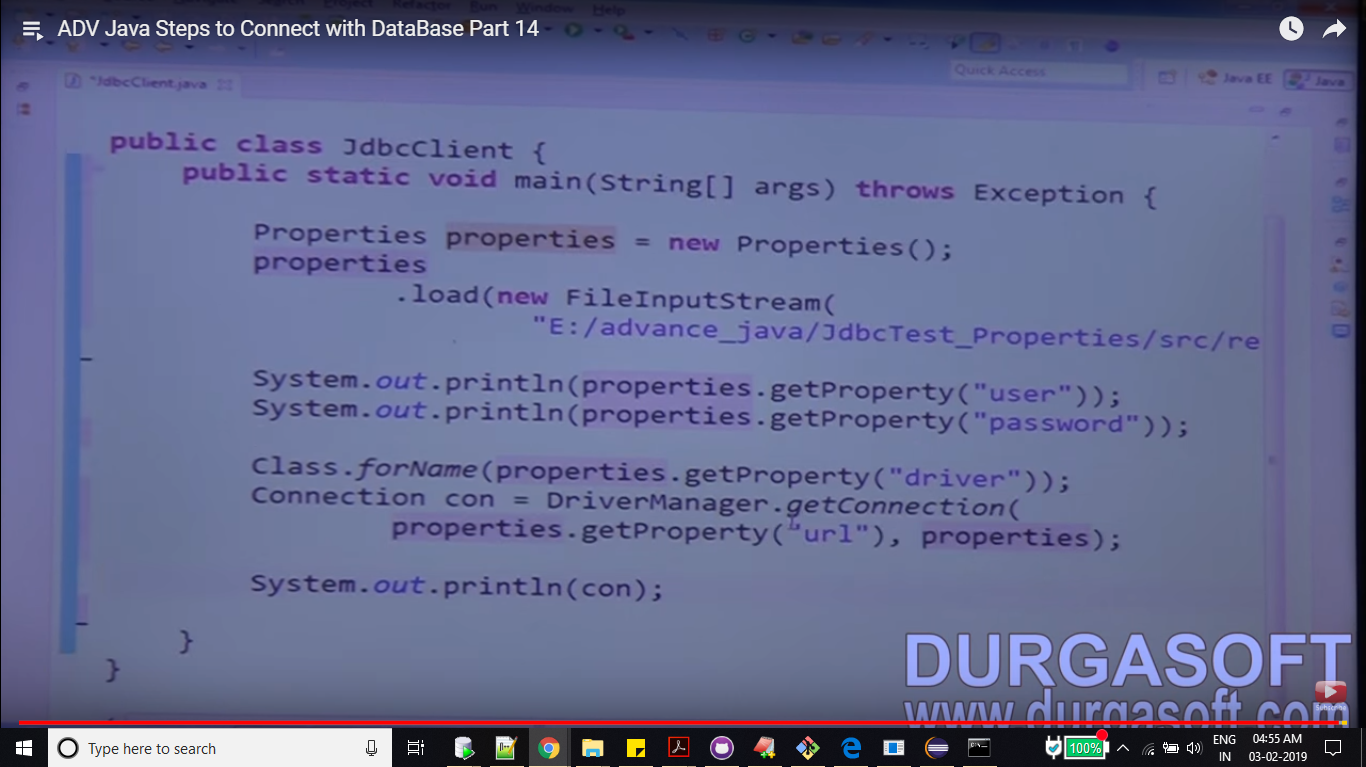 ADV Java Steps to Connect with DataBase Part 14
Quick Access
Java EE
Java
*JdbcClient.java
public class JdbcClient {
public static void main(String[] args) throws Exception {
Properties properties = new Properties();
properties
.load(new FileInputStream(
"E:/advance_java/JdbcTest_Properties/src/re
System.out.println(properties.getProperty("user"));
System.out.println(properties.getProperty("password"));
Class.forName(properties.getProperty("driver"));
Connection con = DriverManager.getConnection(
properties.getProperty("url"), properties);
System.out.println(con);
}
}
DURGASOFT
www.durgasoft.com
Subscribe
Type here to search
100%
ENG
IN
04:55 AM
03-02-2019